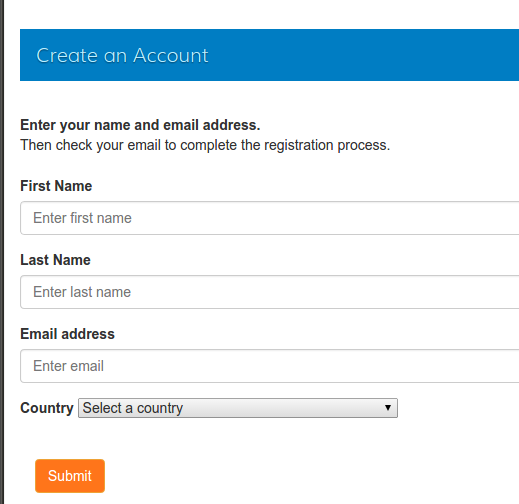 Create an Account
Enter your name and email address.
Then check your email to complete the registration process.
First Name
Enter first name
Last Name
Enter last name
Email address
Enter email
Country Select a country
Submit